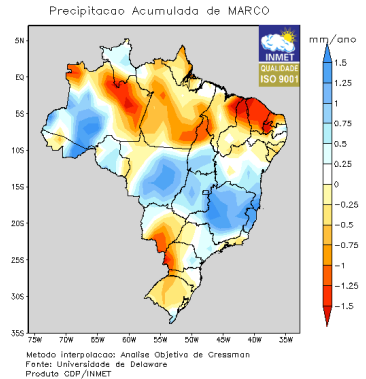 Precipitacao Acumulada de MARCO
mm/ano
INMET
QUALIDADE
ISO 9001
5N
EQ
5S
10S
15S
20S
25S
30S
35S
75W
70W
65W
60W
55W
50W
45W
40W
35W
1.5
1.25
1
0.75
0.5
0.25
0
−0.25
−0.5
−0.75
−1
−1.25
−1.5
Metodo interpolacao: Analise Objetiva de Cressman
Fonte: Universidade de Delaware
Produto CDP/INMET